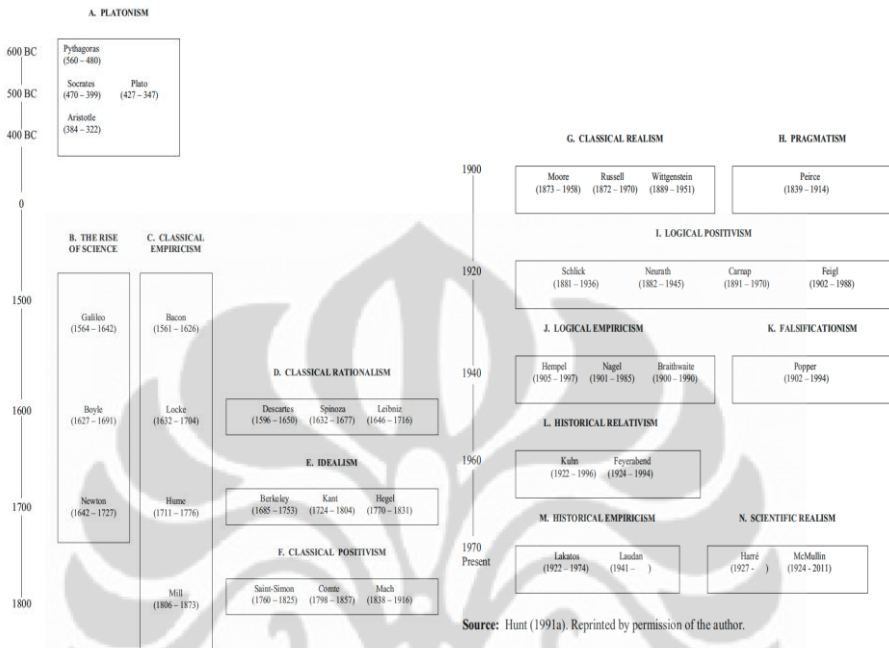 A. PLATONISM
600 BC
Pythagoras
(560 – 480)
500 BC
Socrates Plato
(470 – 399) (427 – 347)
Aristotle
(384 – 322)
400 BC
0
B. THE RISE
OF SCIENCE
C. CLASSICAL
EMPIRICISM
1500
Galileo
(1564 – 1642)
Bacon
(1561 – 1626)
D. CLASSICAL RATIONALISM
1600
Boyle
(1627 – 1691)
Locke
(1632 – 1704)
Descartes Spinoza Leibniz
(1596 – 1650) (1632 – 1677) (1646 – 1716)
E. IDEALISM
1700
Newton
(1642 – 1727)
Hume
(1711 – 1776)
Berkeley Kant Hegel
(1685 – 1753) (1724 – 1804) (1770 – 1831)
F. CLASSICAL POSITIVISM
1800
Mill
(1806 – 1873)
Saint-Simon Comte Mach
(1760 – 1825) (1798 – 1857) (1838 – 1916)
G. CLASSICAL REALISM
H. PRAGMATISM
1900
Moore Russell Wittgenstein
(1873 – 1958) (1872 – 1970) (1889 – 1951)
Peirce
(1839 – 1914)
I. LOGICAL POSITIVISM
1920
Schlick Neurath Carnap Feigl
(1881 – 1936) (1882 – 1945) (1891 – 1970) (1902 – 1988)
J. LOGICAL EMPIRICISM
K. FALSIFICATIONISM
1940
Hempel Nagel Braithwaite
(1905 – 1997) (1901 – 1985) (1900 – 1990)
Popper
(1902 – 1994)
L. HISTORICAL RELATIVISM
1960
Kuhn Feyerabend
(1922 – 1996) (1924 – 1994)
M. HISTORICAL EMPIRICISM
N. SCIENTIFIC REALISM
1970
Present
Lakatos Laudan
(1922 – 1974) (1941 – )
Harré McMullin
(1927 - ) (1924 - 2011)
Source: Hunt (1991a). Reprinted by permission of the author.